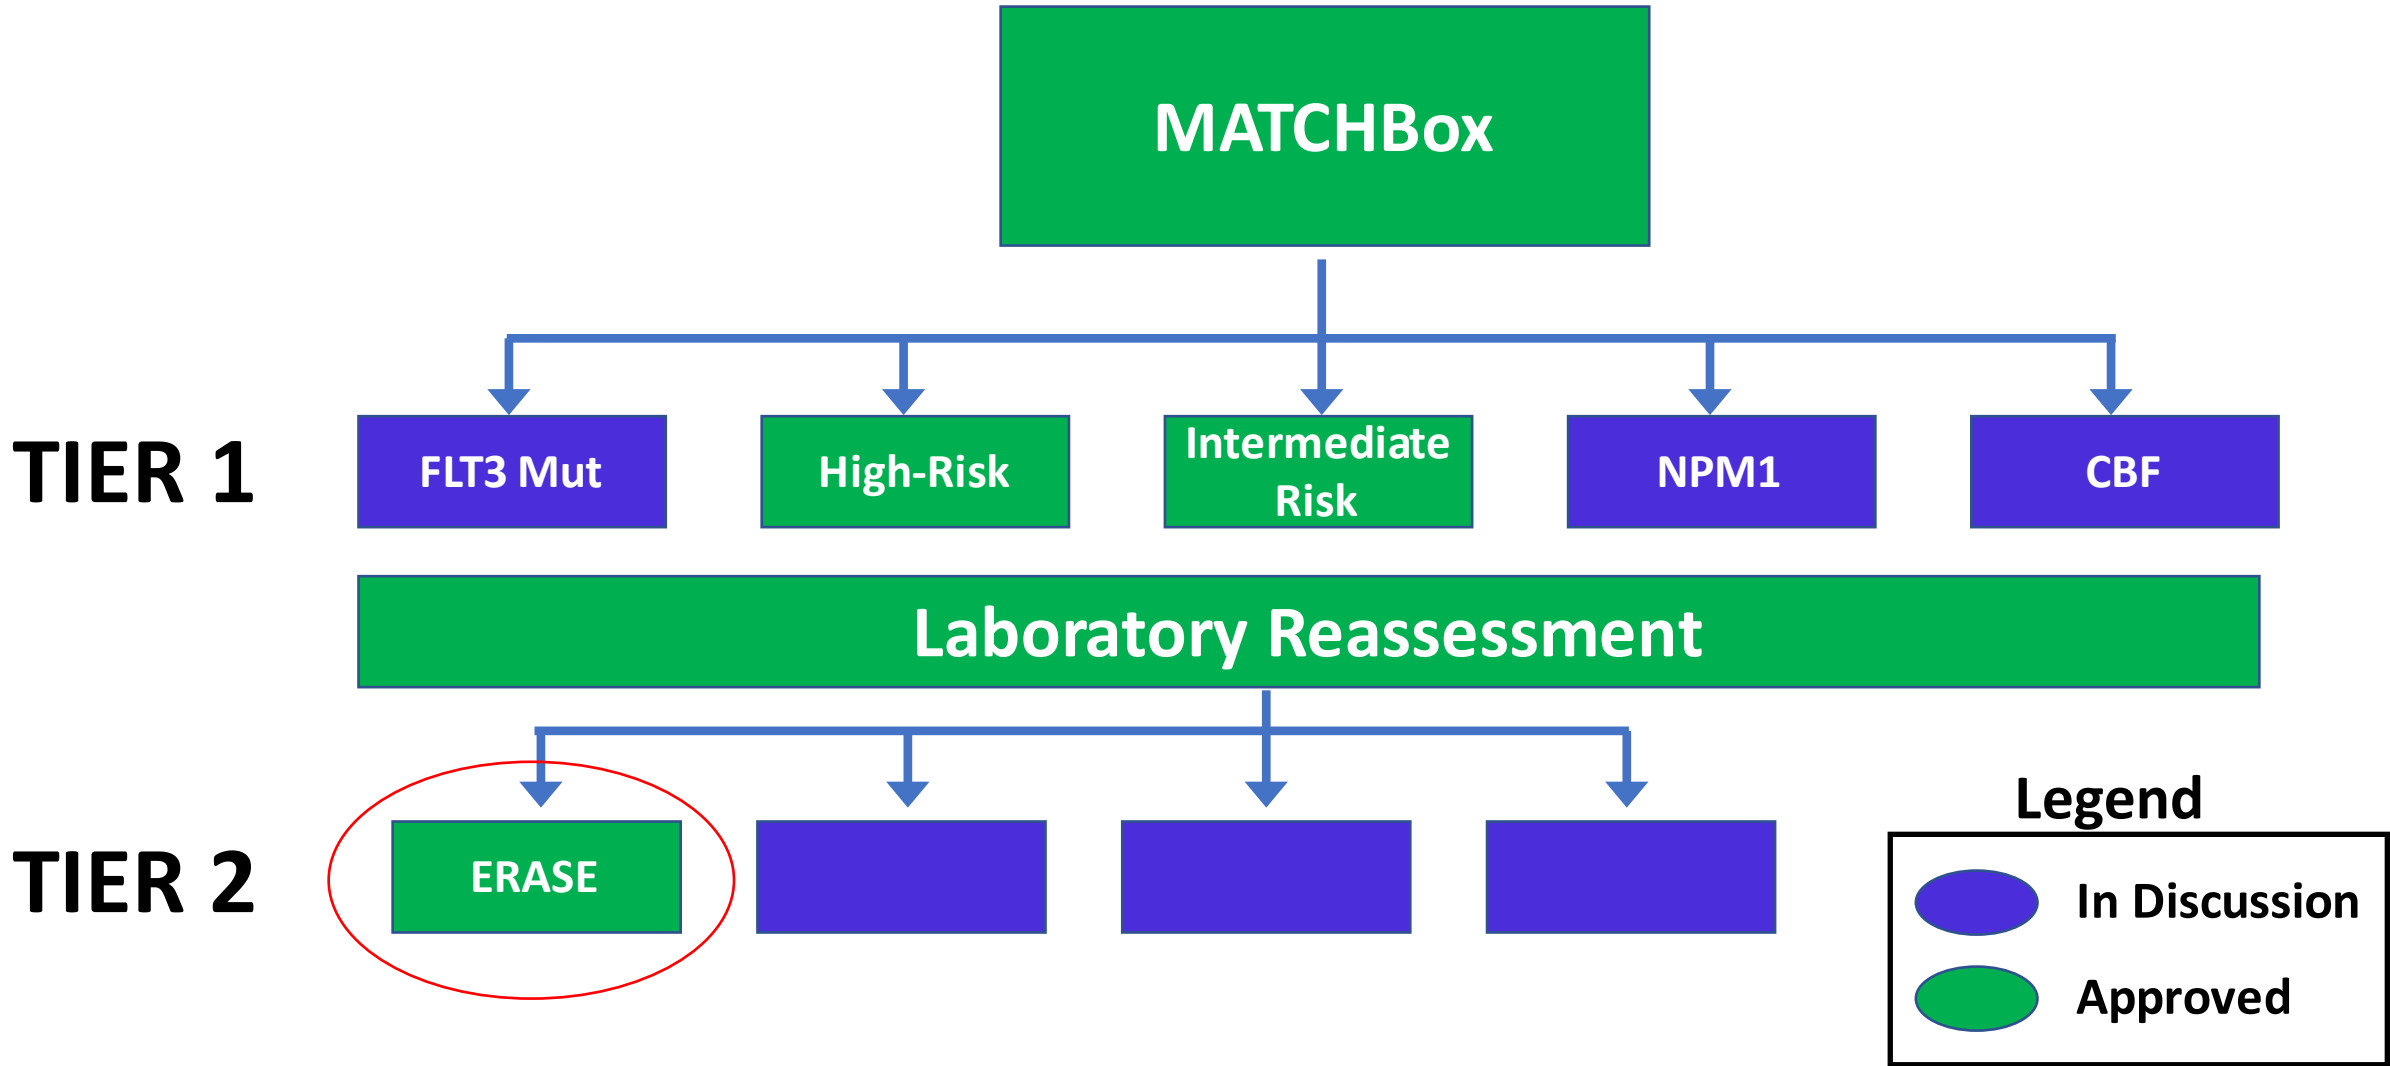 MATCHBox
TIER 1
FLT3 Mut
High-Risk
Intermediate
Risk
NPM1
CBF
Laboratory Reassessment
TIER 2
ERASE
Legend
In Discussion
Approved